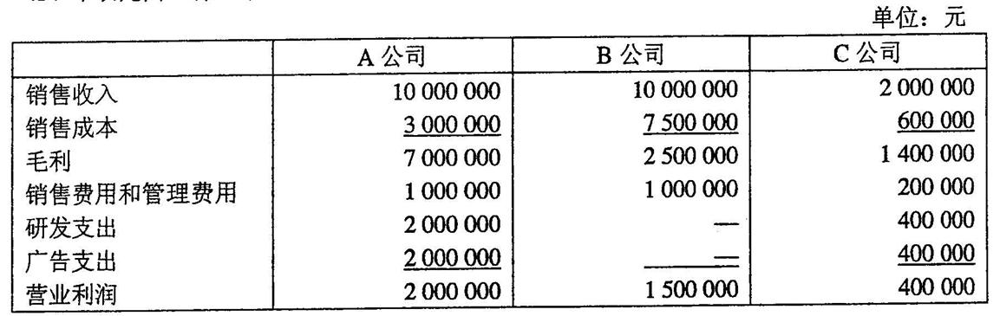 单位：元
A 公司 B 公司 C 公司
销售收入 10 000 000 10 000 000 2 000 000
销售成本 3 000 000 7 500 000 600 000
毛利 7 000 000 2 500 000 1 400 000
销售费用和管理费用 1 000 000 1 000 000 200 000
研发支出 2 000 000 — 400 000
广告支出 2 000 000 — 400 000
营业利润 2 000 000 1 500 000 400 000